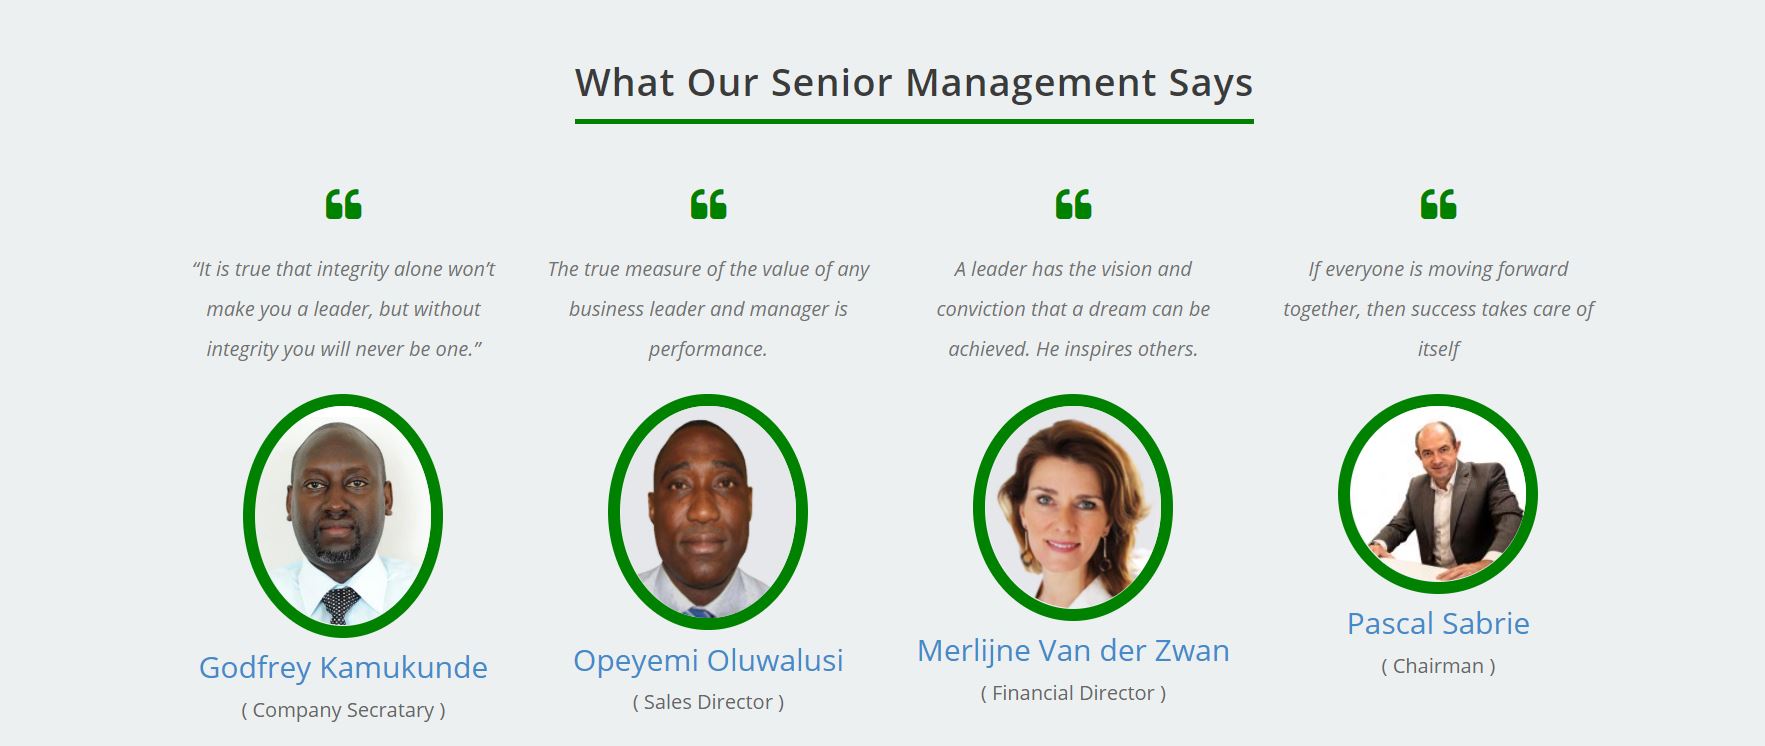 What Our Senior Management Says
“It is true that integrity alone won’t
make you a leader, but without
integrity you will never be one.”
Godfrey Kamukunde
( Company Secratary )
The true measure of the value of any
business leader and manager is
performance.
Opeyemi Oluwalusi
( Sales Director )
A leader has the vision and
conviction that a dream can be
achieved. He inspires others.
Merlijne Van der Zwan
( Financial Director )
If everyone is moving forward
together, then success takes care of
itself
Pascal Sabrie
( Chairman )